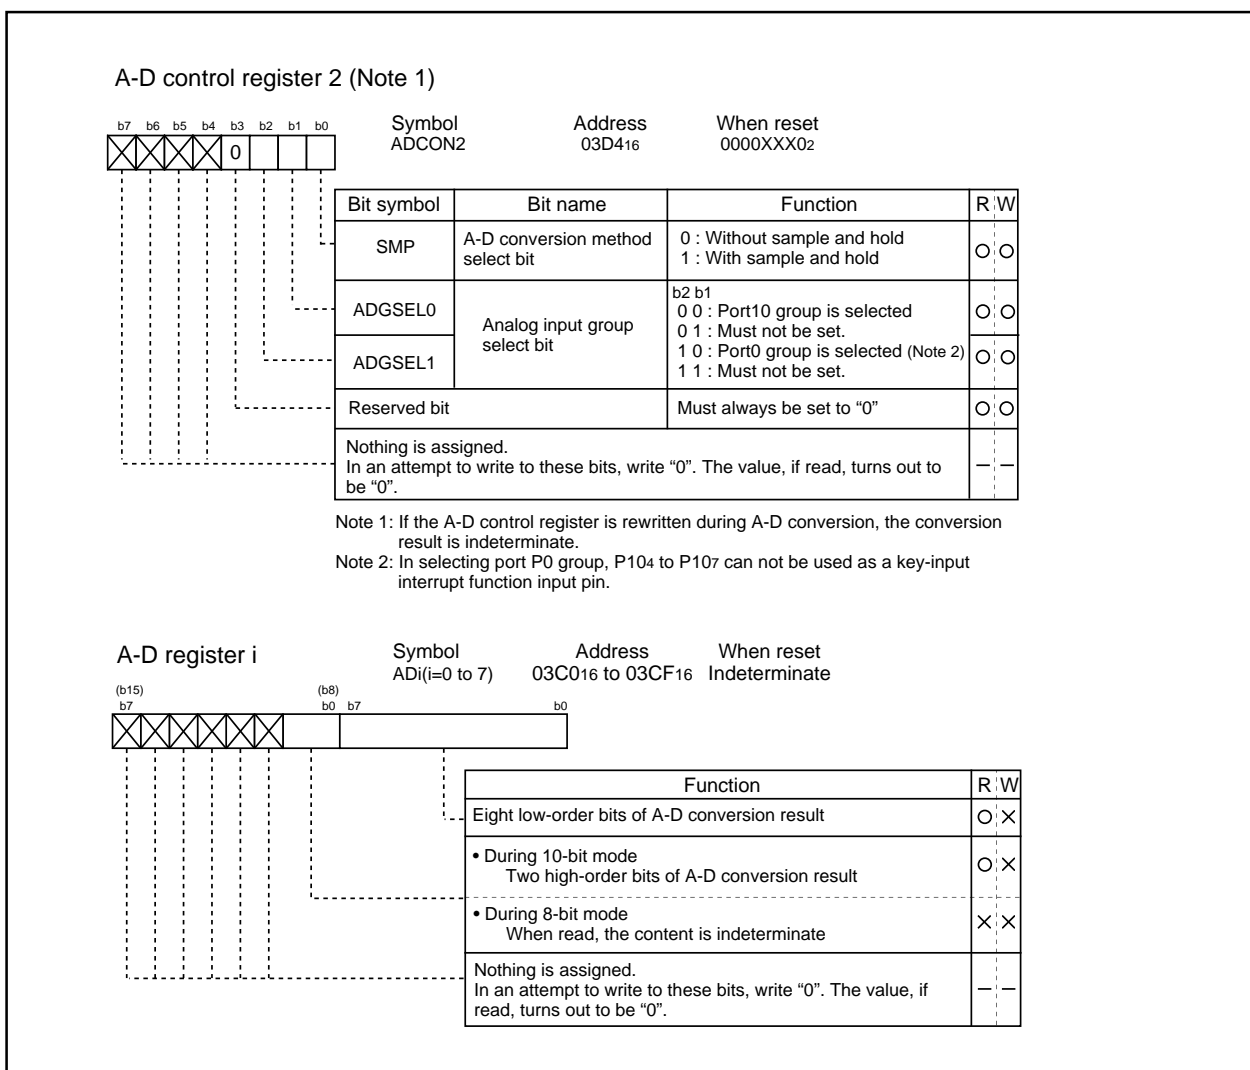 A-D control register 2 (Note 1)
b7 b6 b5 b4 b3 b2 b1 b0
0
Symbol Address When reset
ADCON2 03D416 0000XXX02
Bit symbol Bit name Function R W
SMP A-D conversion method select bit 0 : Without sample and hold
1 : With sample and hold
ADGSEL0
ADGSEL1
Analog input group
select bit
b2 b1
0 0 : Port10 group is selected
0 1 : Must not be set.
1 0 : Port0 group is selected (Note 2)
1 1 : Must not be set.
Reserved bit Must always be set to “0”
Nothing is assigned.
In an attempt to write to these bits, write “0”. The value, if read, turns out to
be “0”.
Note 1: If the A-D control register is rewritten during A-D conversion, the conversion
result is indeterminate.
Note 2: In selecting port P0 group, P104 to P107 can not be used as a key-input
interrupt function input pin.
A-D register i
Symbol Address When reset
ADi(i=0 to 7) 03C016 to 03CF16 Indeterminate
(b15) (b8)
b7 b0 b7 b0
Function R W
Eight low-order bits of A-D conversion result
• During 10-bit mode
Two high-order bits of A-D conversion result
• During 8-bit mode
When read, the content is indeterminate
Nothing is assigned.
In an attempt to write to these bits, write “0”. The value, if
read, turns out to be “0”.